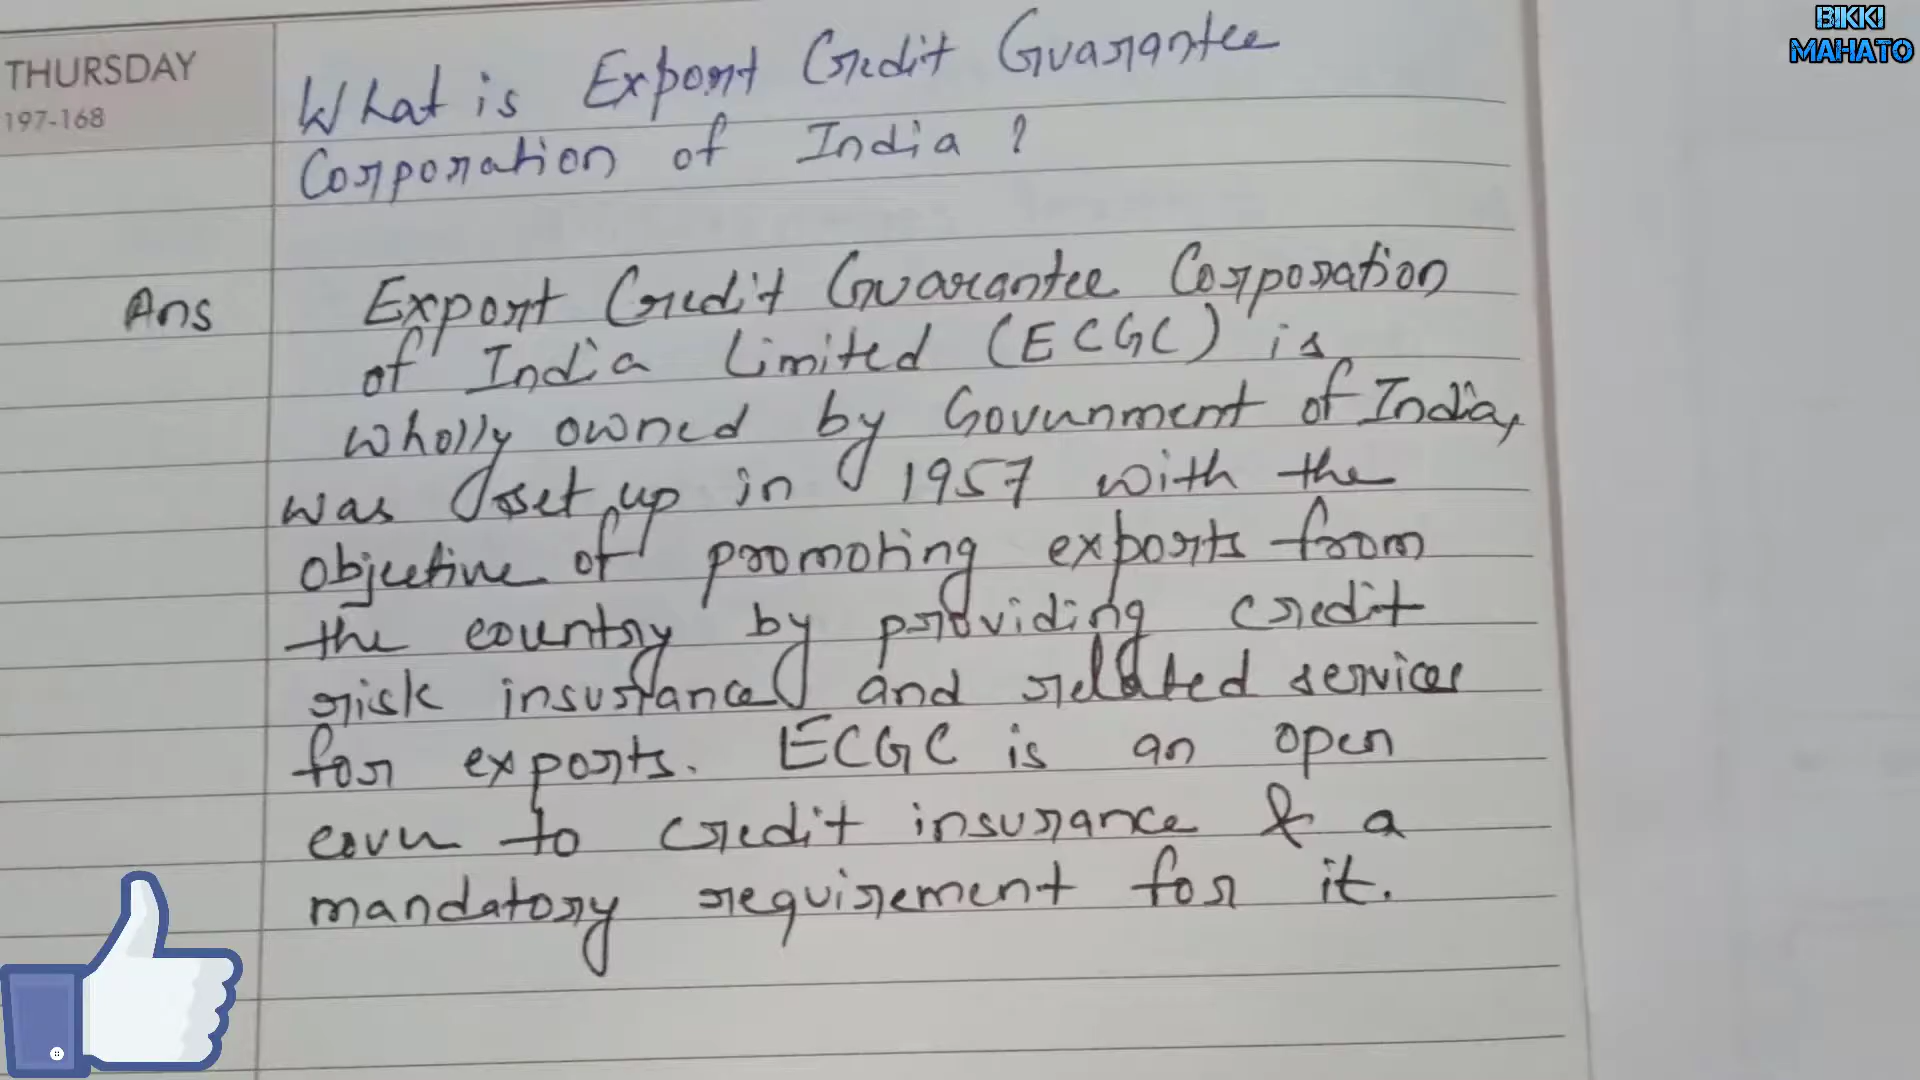 BIKKI
MAHATO
THURSDAY
197-168
What is Export Credit Guarantee
Corporation of India ?
Ans Export Credit Guarantee Corporation
of India Limited (ECGC) is
wholly owned by Government of India,
was set up in 1957 with the
objective of promoting exports from
the country by providing credit
risk insurance and related services
for exports. ECGC is an open
cover to credit insurance & a
mandatory requirement for it.